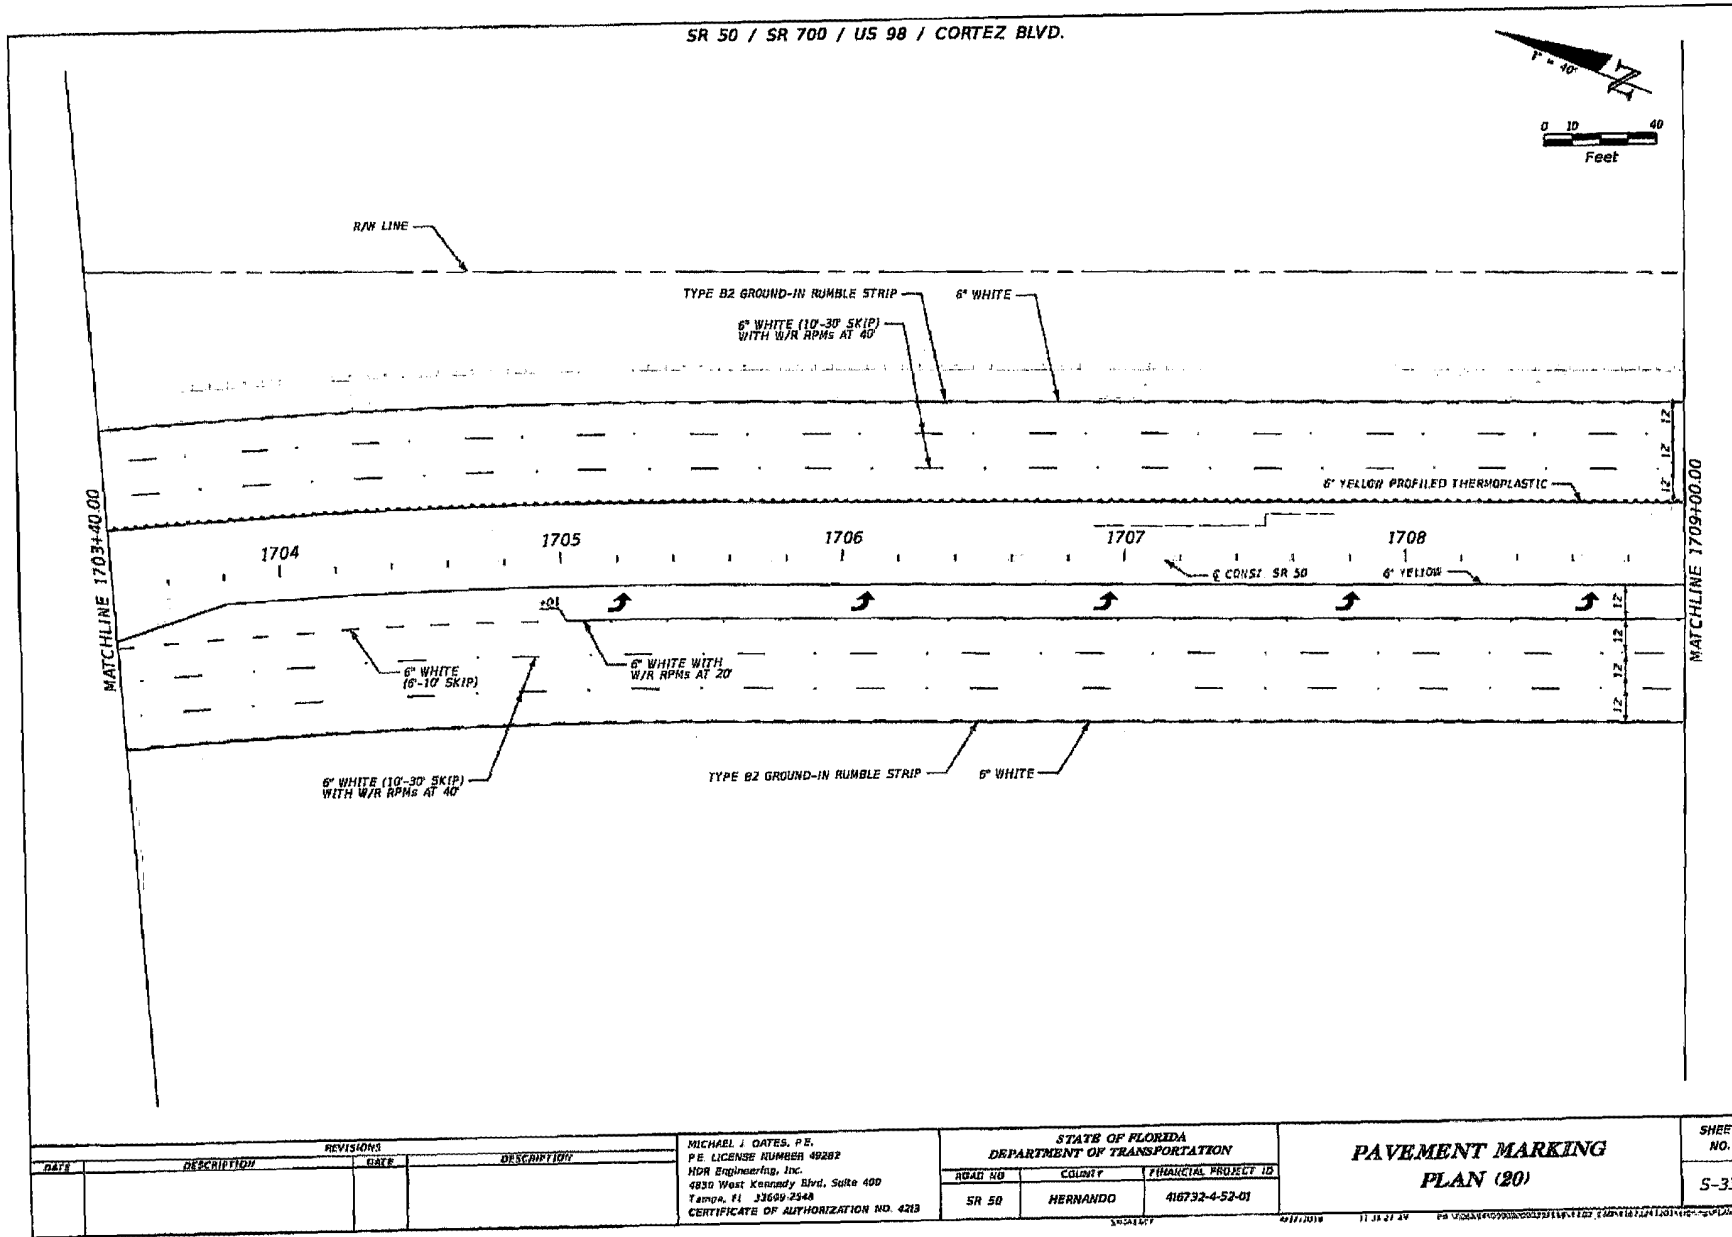 SR 50 / SR 700 / US 98 / CORTEZ BLVD.
1" = 40'
N
0 10 40
Feet
R/W LINE
TYPE B2 GROUND-IN RUMBLE STRIP
6" WHITE
6" WHITE (10'-30' SKIP)
WITH W/R RPMs AT 40'
12'
12'
12'
6" YELLOW PROFILED THERMOPLASTIC
MATCHLINE 1703+40.00
MATCHLINE 1709+00.00
1704
1705
1706
1707
1708
℄ CONST. SR 50
6" YELLOW
+01
12'
12'
12'
12'
6" WHITE
(6'-10' SKIP)
6" WHITE WITH
W/R RPMs AT 20'
6" WHITE (10'-30' SKIP)
WITH W/R RPMs AT 40'
TYPE B2 GROUND-IN RUMBLE STRIP
6" WHITE
REVISIONS
DATE DESCRIPTION DATE DESCRIPTION
MICHAEL J. OATES, P.E.
P.E. LICENSE NUMBER 49282
HDR Engineering, Inc.
4830 West Kennedy Blvd, Suite 400
Tampa, FL 33609-2548
CERTIFICATE OF AUTHORIZATION NO. 4213
STATE OF FLORIDA
DEPARTMENT OF TRANSPORTATION
ROAD NO COUNTY FINANCIAL PROJECT ID
SR 50 HERNANDO 416732-4-52-01
PAVEMENT MARKING
PLAN (20)
SHEET
NO.